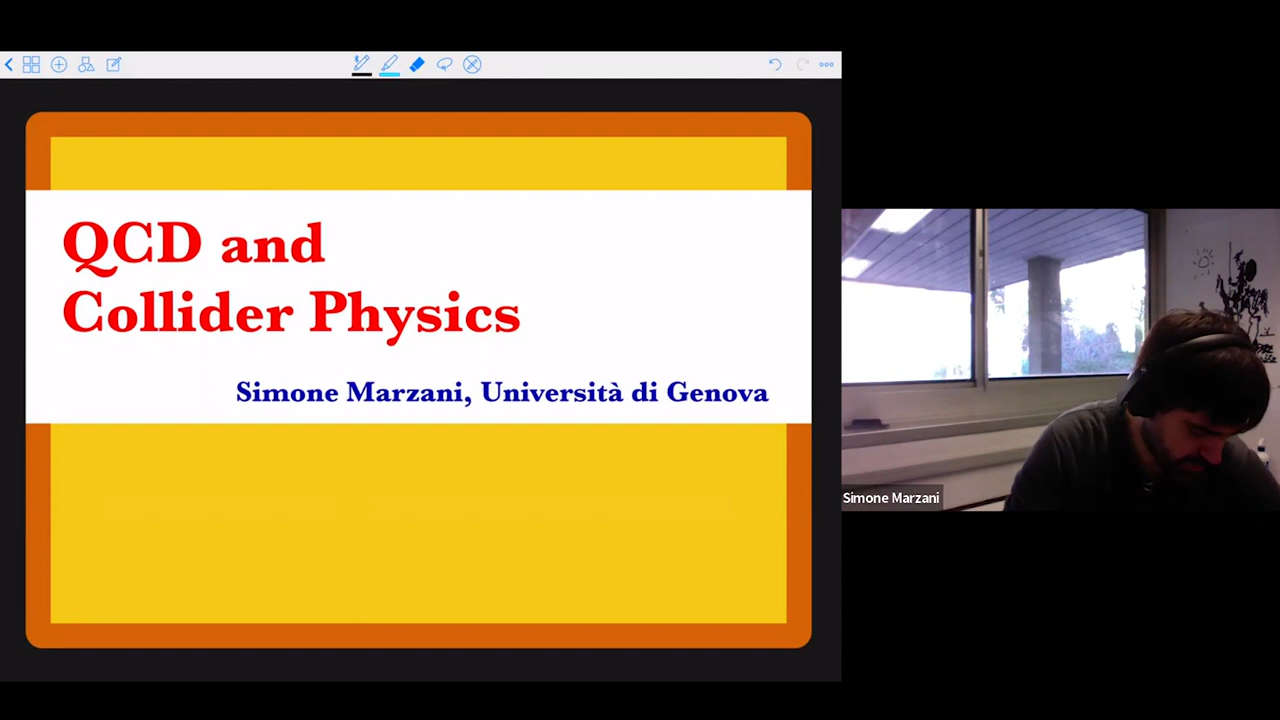 QCD and
Collider Physics
Simone Marzani, Università di Genova
Simone Marzani